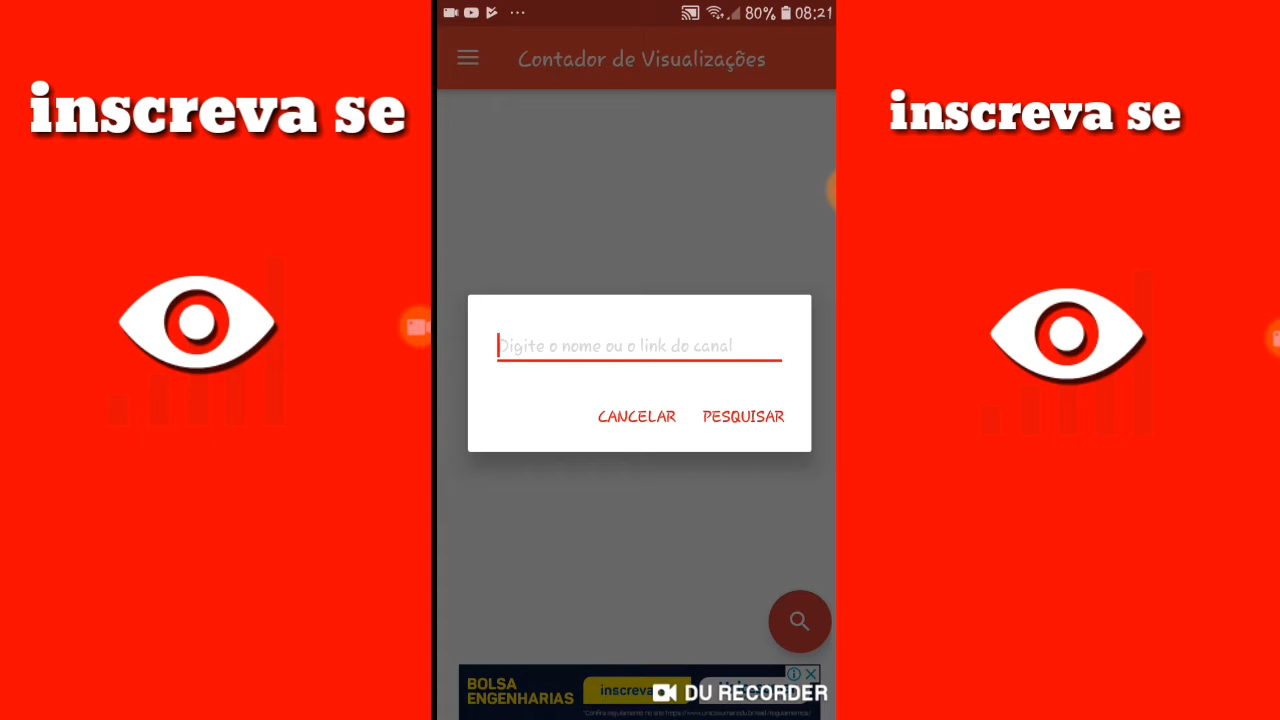 inscreva se
80% 08:21
Contador de Visualizações
Digite o nome ou o link do canal
CANCELAR PESQUISAR
BOLSA
ENGENHARIAS
inscreva
DU RECORDER
inscreva se